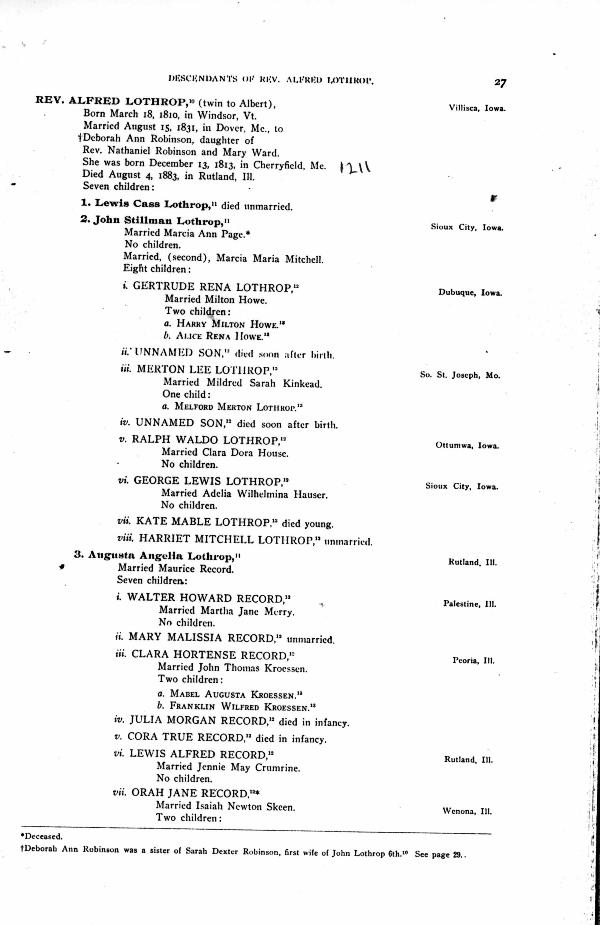 DESCENDANTS OF REV. ALFRED LOTHROP. 27
REV. ALFRED LOTHROP,¹⁰ (twin to Albert), Villisca, Iowa.
Born March 18, 1810, in Windsor, Vt.
Married August 15, 1831, in Dover, Me., to
†Deborah Ann Robinson, daughter of
Rev. Nathaniel Robinson and Mary Ward.
She was born December 13, 1813, in Cherryfield, Me. 1211
Died August 4, 1883, in Rutland, Ill.
Seven children:
1. Lewis Cass Lothrop,¹¹ died unmarried.
2. John Stillman Lothrop,¹¹ Sioux City, Iowa.
Married Marcia Ann Page.*
No children.
Married, (second), Marcia Maria Mitchell.
Eight children:
i. GERTRUDE RENA LOTHROP,¹² Dubuque, Iowa.
Married Milton Howe.
Two children:
a. HARRY MILTON HOWE.¹³
b. ALICE RENA HOWE.¹³
ii. UNNAMED SON,¹² died soon after birth.
iii. MERTON LEE LOTHROP,¹² So. St. Joseph, Mo.
Married Mildred Sarah Kinkead.
One child:
a. MELFORD MERTON LOTHROP.¹³
iv. UNNAMED SON,¹² died soon after birth.
v. RALPH WALDO LOTHROP,¹² Ottumwa, Iowa.
Married Clara Dora House.
No children.
vi. GEORGE LEWIS LOTHROP,¹² Sioux City, Iowa.
Married Adelia Wilhelmina Hauser.
No children.
vii. KATE MABLE LOTHROP,¹² died young.
viii. HARRIET MITCHELL LOTHROP,¹² unmarried.
3. Augusta Angelia Lothrop,¹¹ Rutland, Ill.
Married Maurice Record.
Seven children:
i. WALTER HOWARD RECORD,¹² Palestine, Ill.
Married Martha Jane Merry.
No children.
ii. MARY MALISSIA RECORD,¹² unmarried.
iii. CLARA HORTENSE RECORD,¹² Peoria, Ill.
Married John Thomas Kroessen.
Two children:
a. MABEL AUGUSTA KROESSEN.¹³
b. FRANKLIN WILFRED KROESSEN.¹³
iv. JULIA MORGAN RECORD,¹² died in infancy.
v. CORA TRUE RECORD,¹² died in infancy.
vi. LEWIS ALFRED RECORD,¹² Rutland, Ill.
Married Jennie May Crumrine.
No children.
vii. ORAH JANE RECORD,¹²* Wenona, Ill.
Married Isaiah Newton Skeen.
Two children:
*Deceased.
†Deborah Ann Robinson was a sister of Sarah Dexter Robinson, first wife of John Lothrop 6th.¹⁰ See page 29.